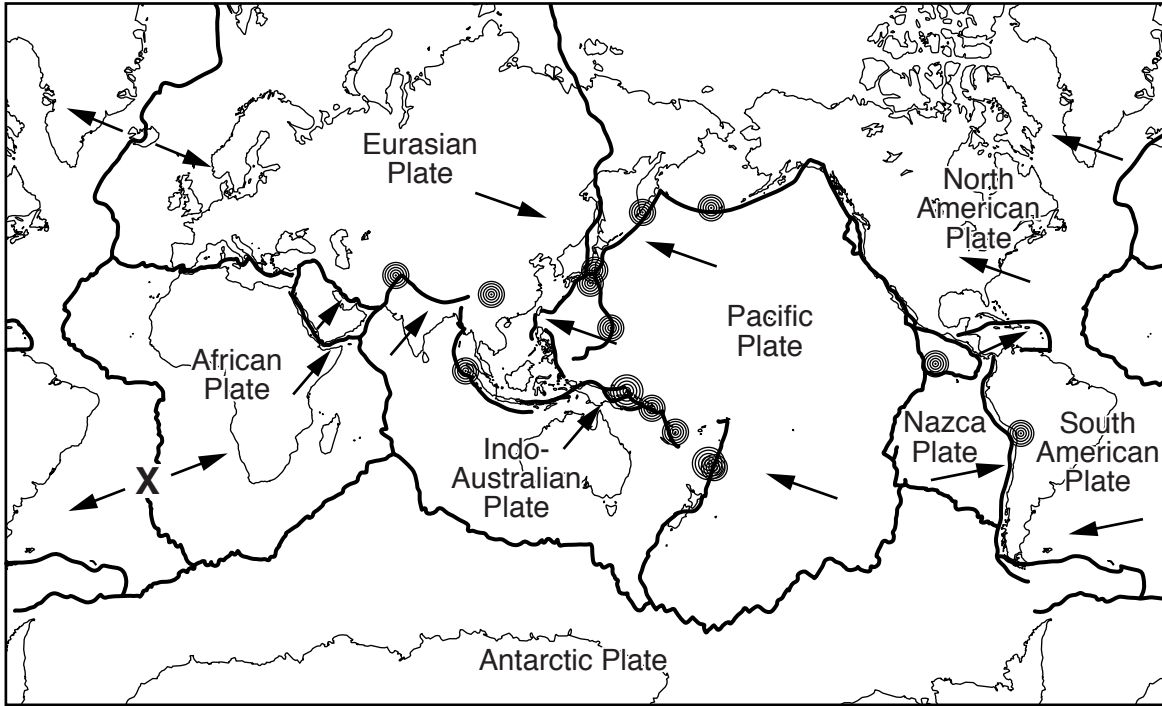 Eurasian
Plate
North
American
Plate
Pacific
Plate
African
Plate
Nazca
Plate
South
American
Plate
Indo-
Australian
Plate
X
Antarctic Plate